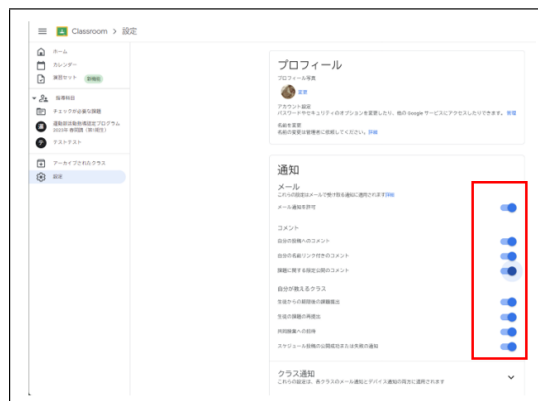 Classroom > 設定
ホーム
カレンダー
演習セット 早期版
指導科目
チェックが必要な課題
テストテスト
アーカイブされたクラス
設定
プロフィール
プロフィール写真
変更
アカウント設定
パスワードやセキュリティのオプションを変更したり、他の Google サービスにアクセスしたりできます。 管理
名前を変更
名前の変更は管理者に依頼してください。詳細
通知
メール
これらの設定はメールで受け取る通知に適用されます詳細
メール通知を許可
コメント
自分の投稿へのコメント
自分の名前リンク付きのコメント
課題に関する限定公開のコメント
自分が教えるクラス
生徒からの期限後の課題提出
生徒の課題の再提出
共同授業への招待
スケジュール投稿の公開成功または失敗の通知
クラス通知
これらの設定は、各クラスのメール通知とデバイス通知の両方に適用されます